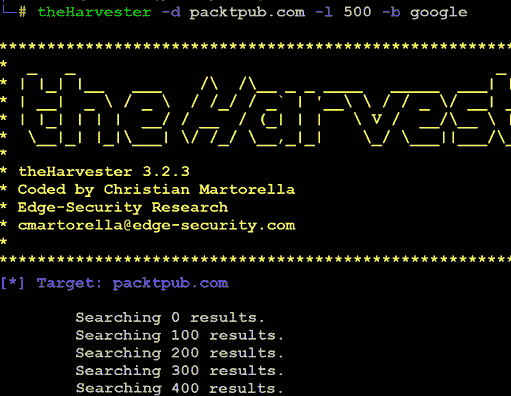 └─# theHarvester -d packtpub.com -l 500 -b google
*******************************************************
*
* theHarvest
*
* theHarvester 3.2.3
* Coded by Christian Martorella
* Edge-Security Research
* cmartorella@edge-security.com
*
*******************************************************
[*] Target: packtpub.com
Searching 0 results.
Searching 100 results.
Searching 200 results.
Searching 300 results.
Searching 400 results.